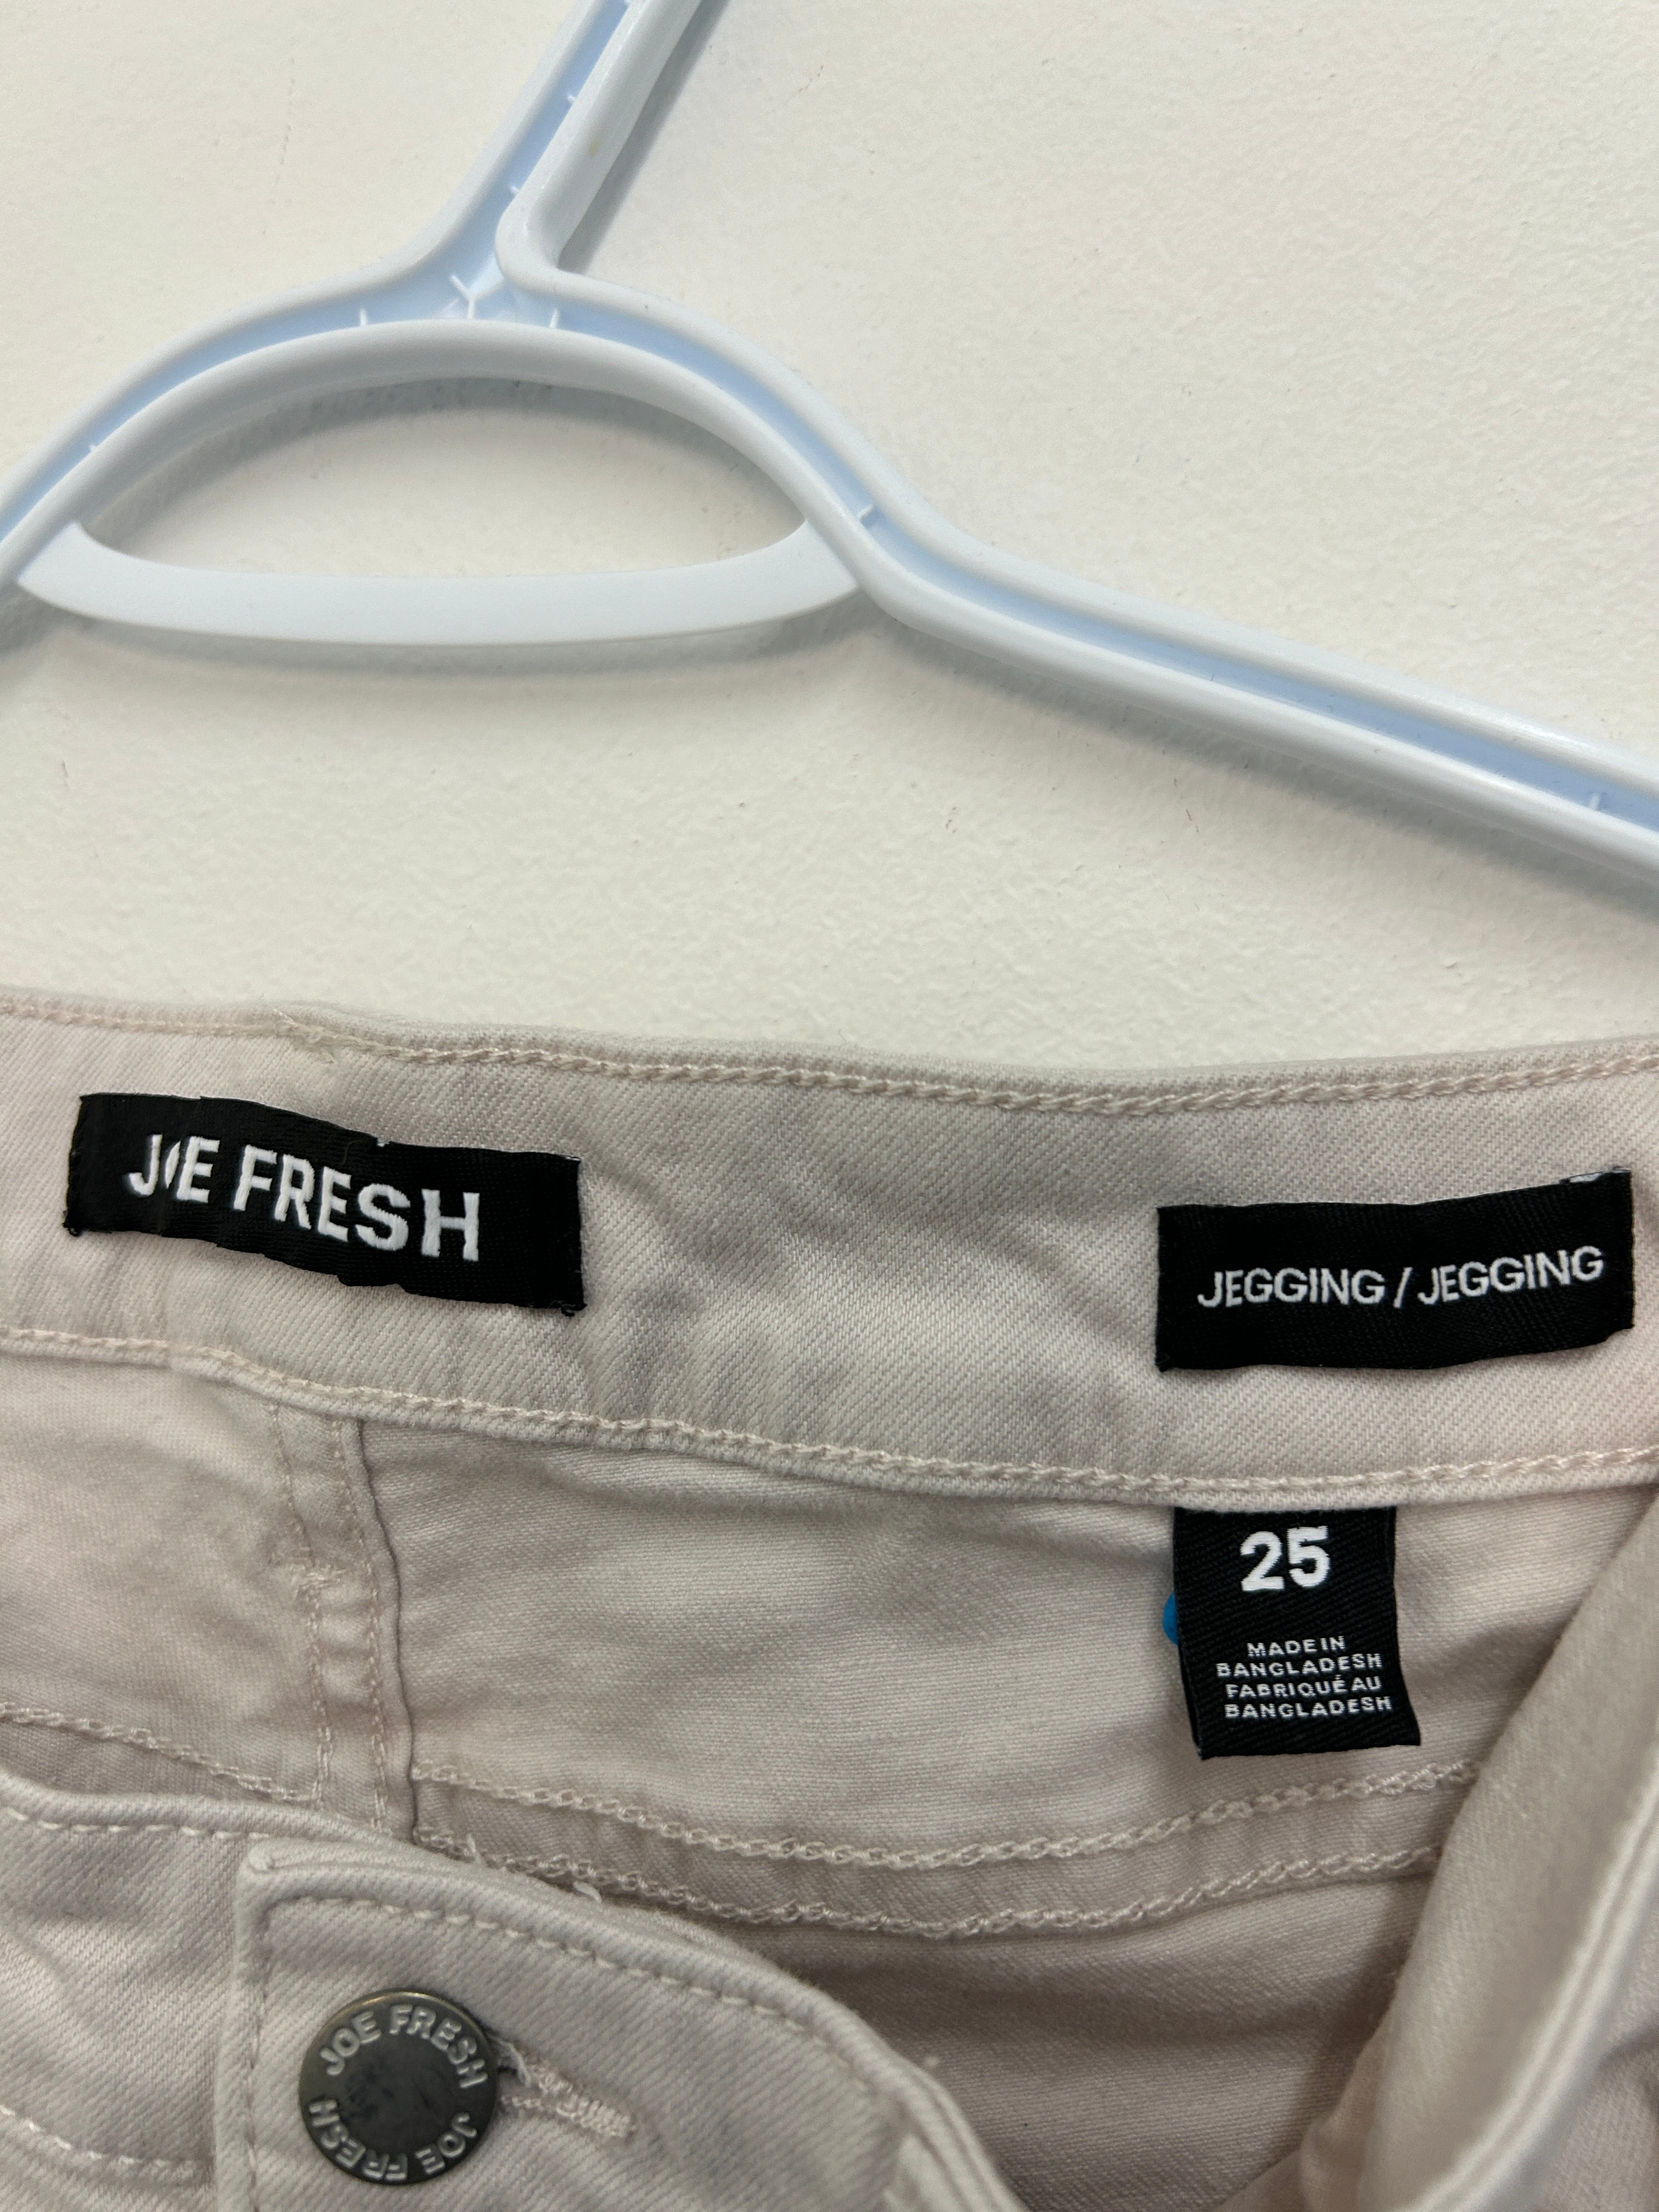 JOE FRESH
JEGGING / JEGGING
25
MADE IN
BANGLADESH
FABRIQUÉ AU
BANGLADESH
JOE FRESH
JOE FRESH